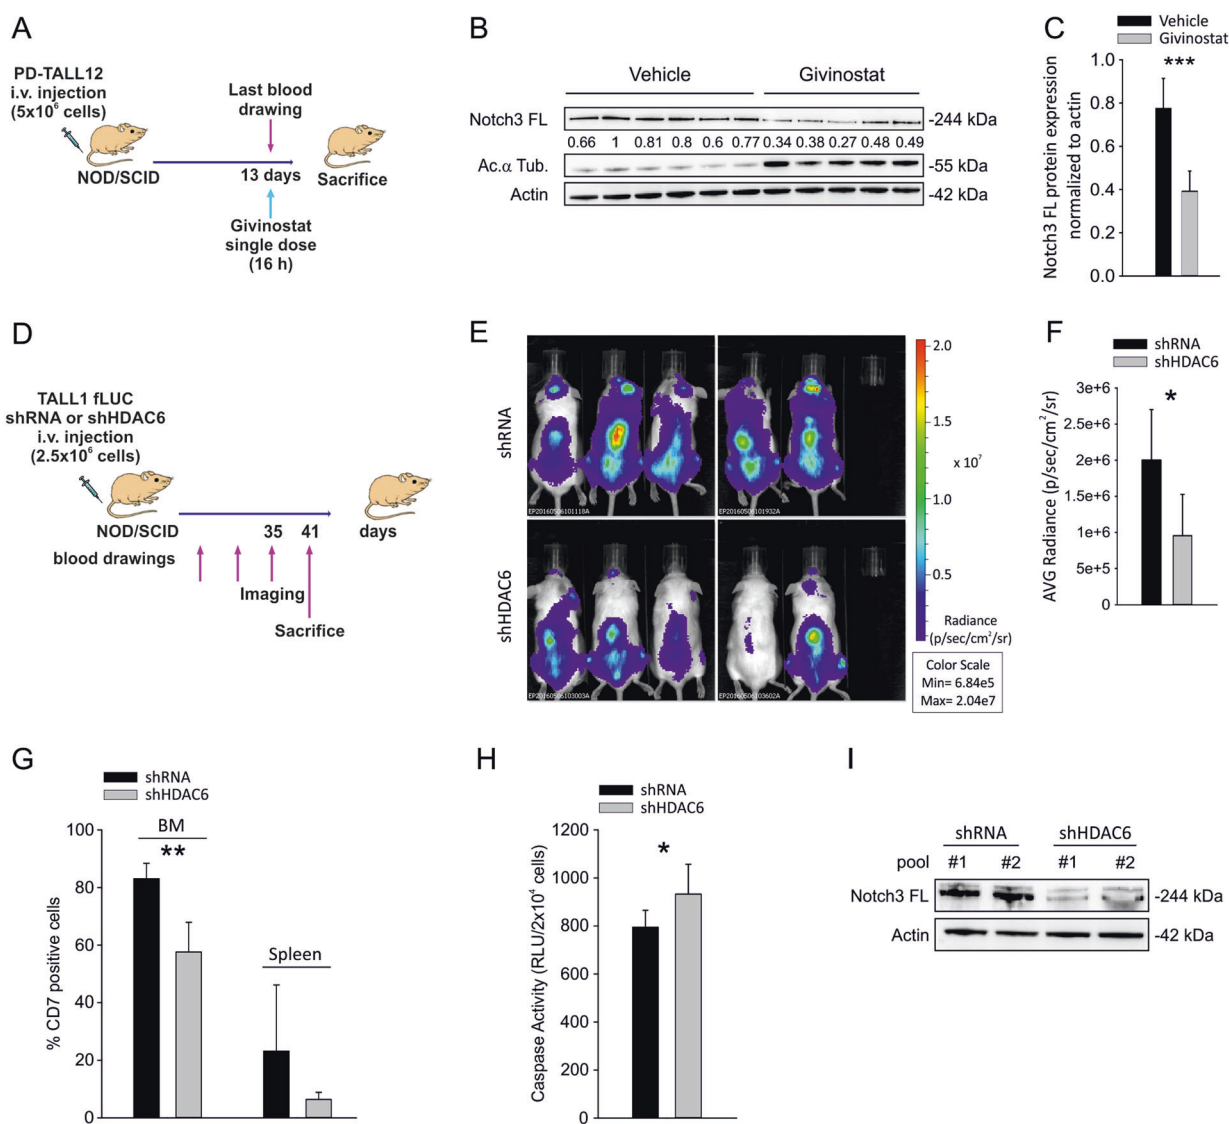 A
PD-TALL12
i.v. injection
(5x10⁶ cells)
NOD/SCID
Last blood
drawing
13 days
Sacrifice
Givinostat
single dose
(16 h)
B
Vehicle Givinostat
Notch3 FL -244 kDa
0.66 1 0.81 0.8 0.6 0.77 0.34 0.38 0.27 0.48 0.49
Ac.α Tub. -55 kDa
Actin -42 kDa
C
Vehicle
Givinostat
Notch3 FL protein expression
normalized to actin
1.0
0.8
0.6
0.4
0.2
0.0
***
D
TALL1 fLUC
shRNA or shHDAC6
i.v. injection
(2.5x10⁶ cells)
NOD/SCID 35 41 days
blood drawings
Imaging
Sacrifice
E
shRNA
EP20160506101118A
EP20160506101932A
shHDAC6
EP20160506103003A
EP20160506103602A
2.0
1.5
x 10⁷
1.0
0.5
Radiance
(p/sec/cm²/sr)
Color Scale
Min= 6.84e5
Max= 2.04e7
F
shRNA
shHDAC6
AVG Radiance (p/sec/cm²/sr)
3e+6
2.5e+6
2e+6
1.5e+6
1e+6
5e+5
0
*
G
shRNA
shHDAC6
% CD7 positive cells
100
80
60
40
20
0
BM
**
Spleen
H
shRNA
shHDAC6
Caspase Activity (RLU/2x10⁴ cells)
1200
1000
800
600
400
200
0
*
I
shRNA shHDAC6
pool #1 #2 #1 #2
Notch3 FL -244 kDa
Actin -42 kDa